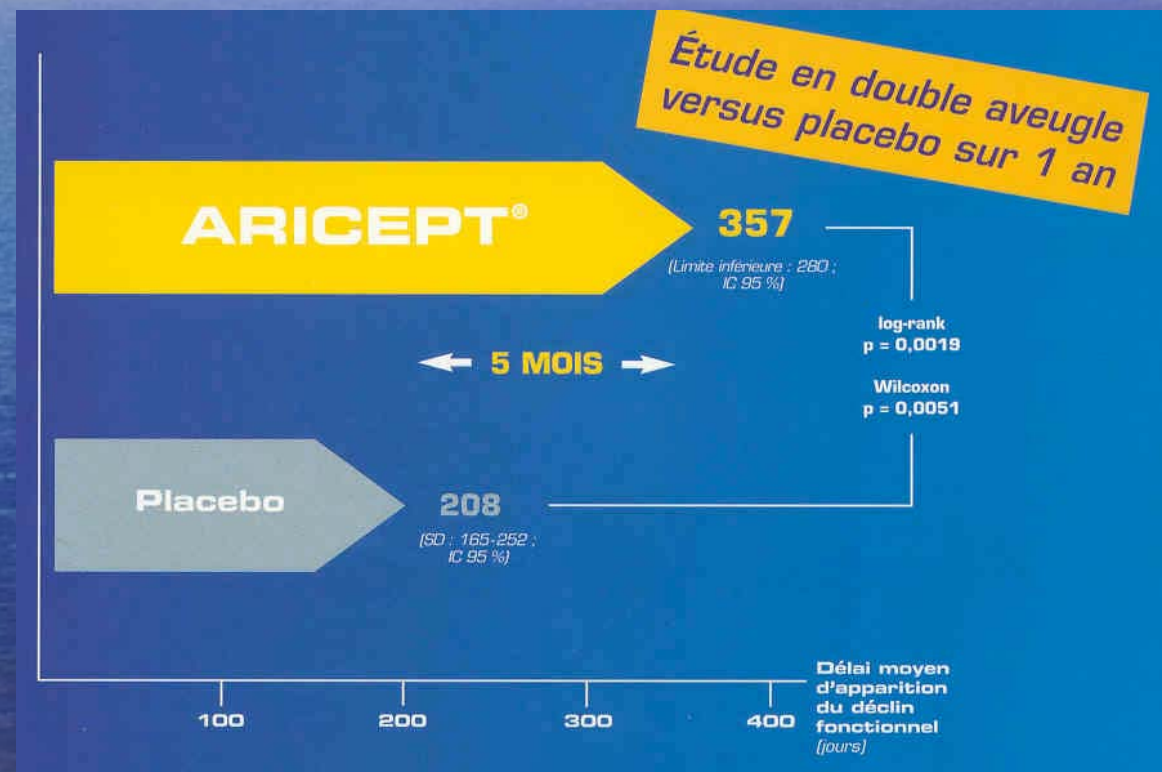 Étude en double aveugle
versus placebo sur 1 an
ARICEPT®
357
(Limite inférieure : 280 ;
IC 95 %)
log-rank
p = 0,0019
5 MOIS
Wilcoxon
p = 0,0051
Placebo
208
(SD : 165-252 ;
IC 95 %)
100
200
300
400
Délai moyen
d'apparition
du déclin
fonctionnel
(jours)